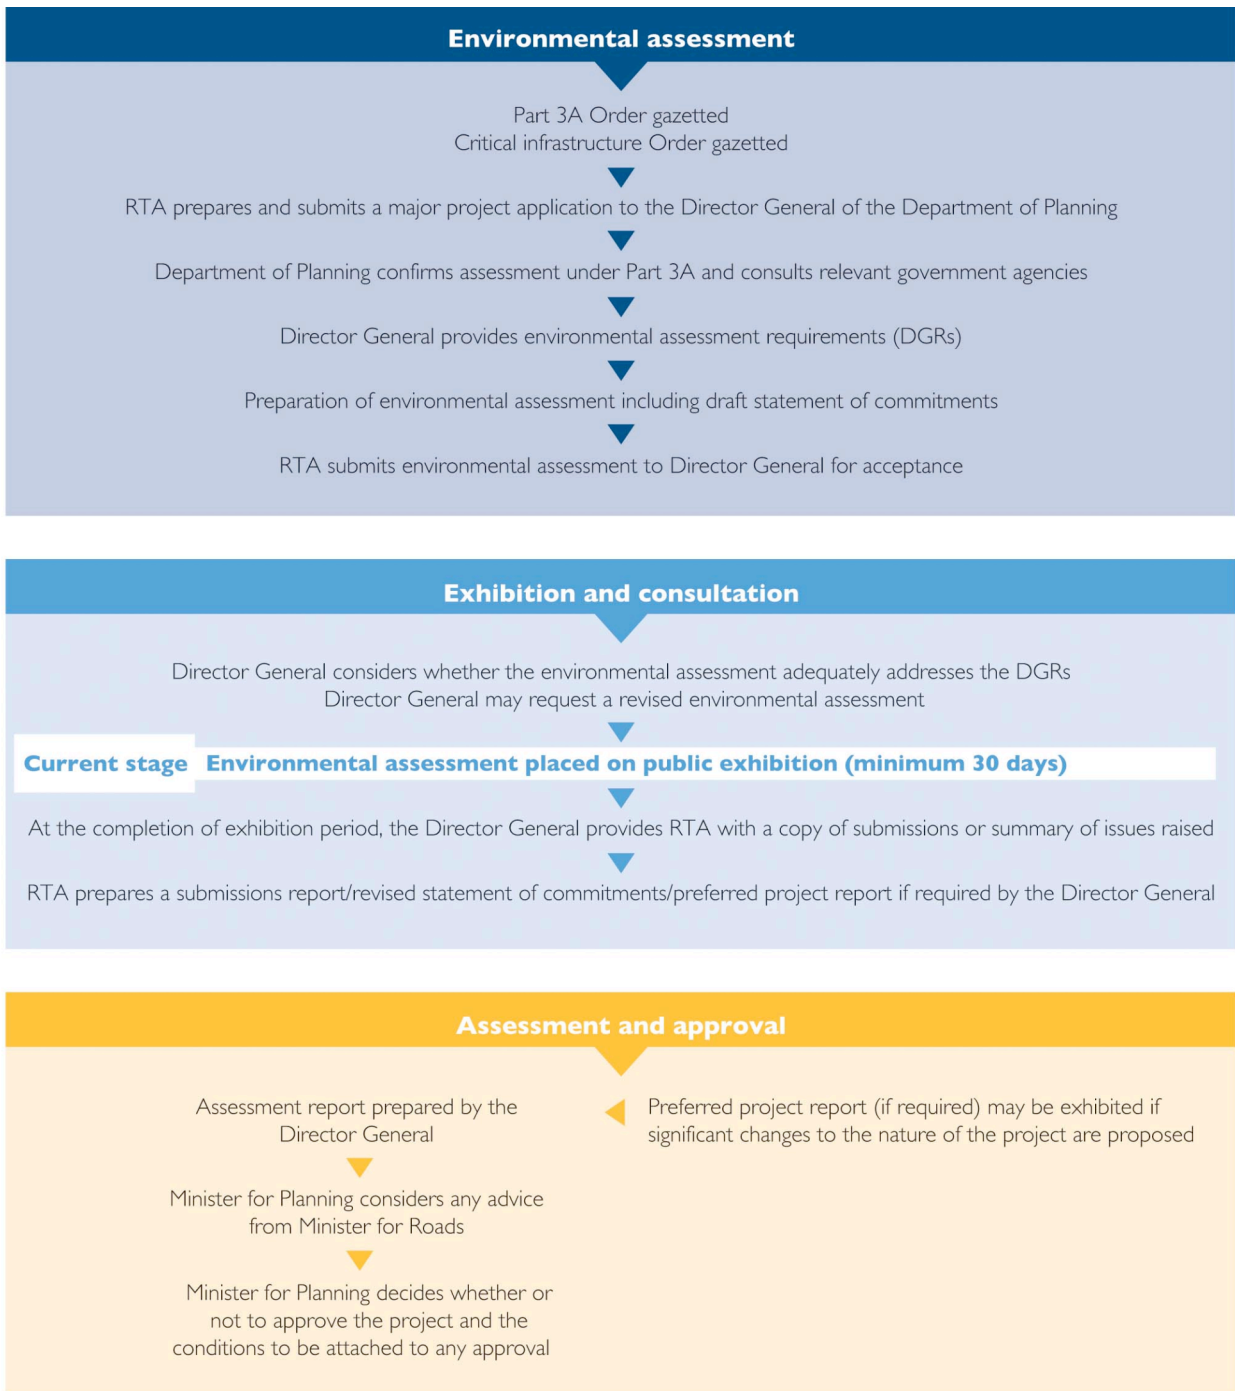 Environmental assessment
Part 3A Order gazetted
Critical infrastructure Order gazetted
RTA prepares and submits a major project application to the Director General of the Department of Planning
Department of Planning confirms assessment under Part 3A and consults relevant government agencies
Director General provides environmental assessment requirements (DGRs)
Preparation of environmental assessment including draft statement of commitments
RTA submits environmental assessment to Director General for acceptance
Exhibition and consultation
Director General considers whether the environmental assessment adequately addresses the DGRs
Director General may request a revised environmental assessment
Current stage Environmental assessment placed on public exhibition (minimum 30 days)
At the completion of exhibition period, the Director General provides RTA with a copy of submissions or summary of issues raised
RTA prepares a submissions report/revised statement of commitments/preferred project report if required by the Director General
Assessment and approval
Assessment report prepared by the
Director General
Preferred project report (if required) may be exhibited if
significant changes to the nature of the project are proposed
Minister for Planning considers any advice
from Minister for Roads
Minister for Planning decides whether or
not to approve the project and the
conditions to be attached to any approval